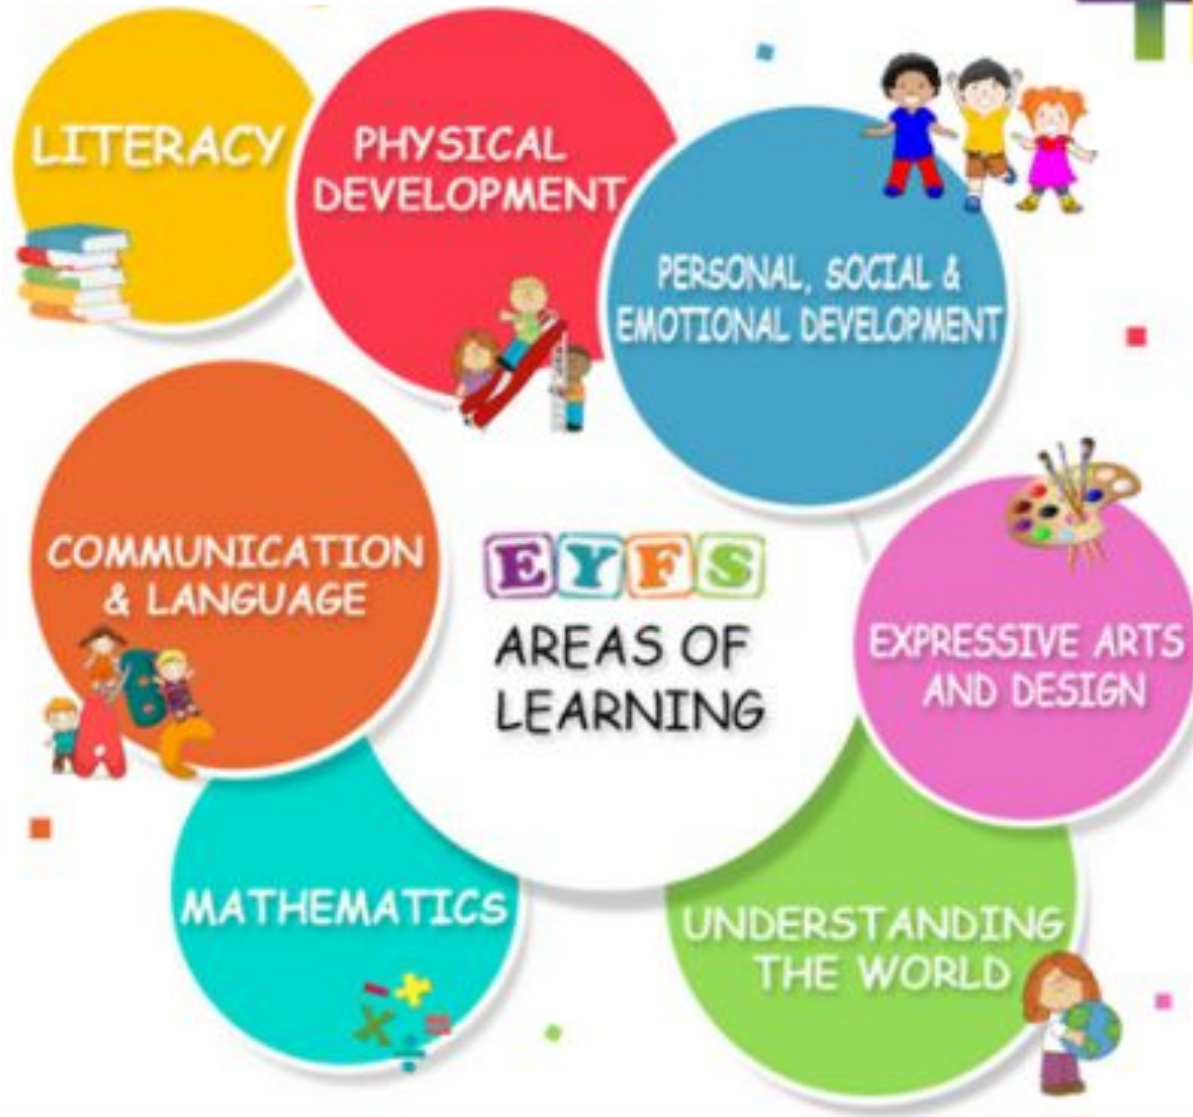 LITERACY
PHYSICAL
DEVELOPMENT
PERSONAL, SOCIAL &
EMOTIONAL DEVELOPMENT
COMMUNICATION
& LANGUAGE
EYFS
AREAS OF
LEARNING
EXPRESSIVE ARTS
AND DESIGN
MATHEMATICS
UNDERSTANDING
THE WORLD
ABC